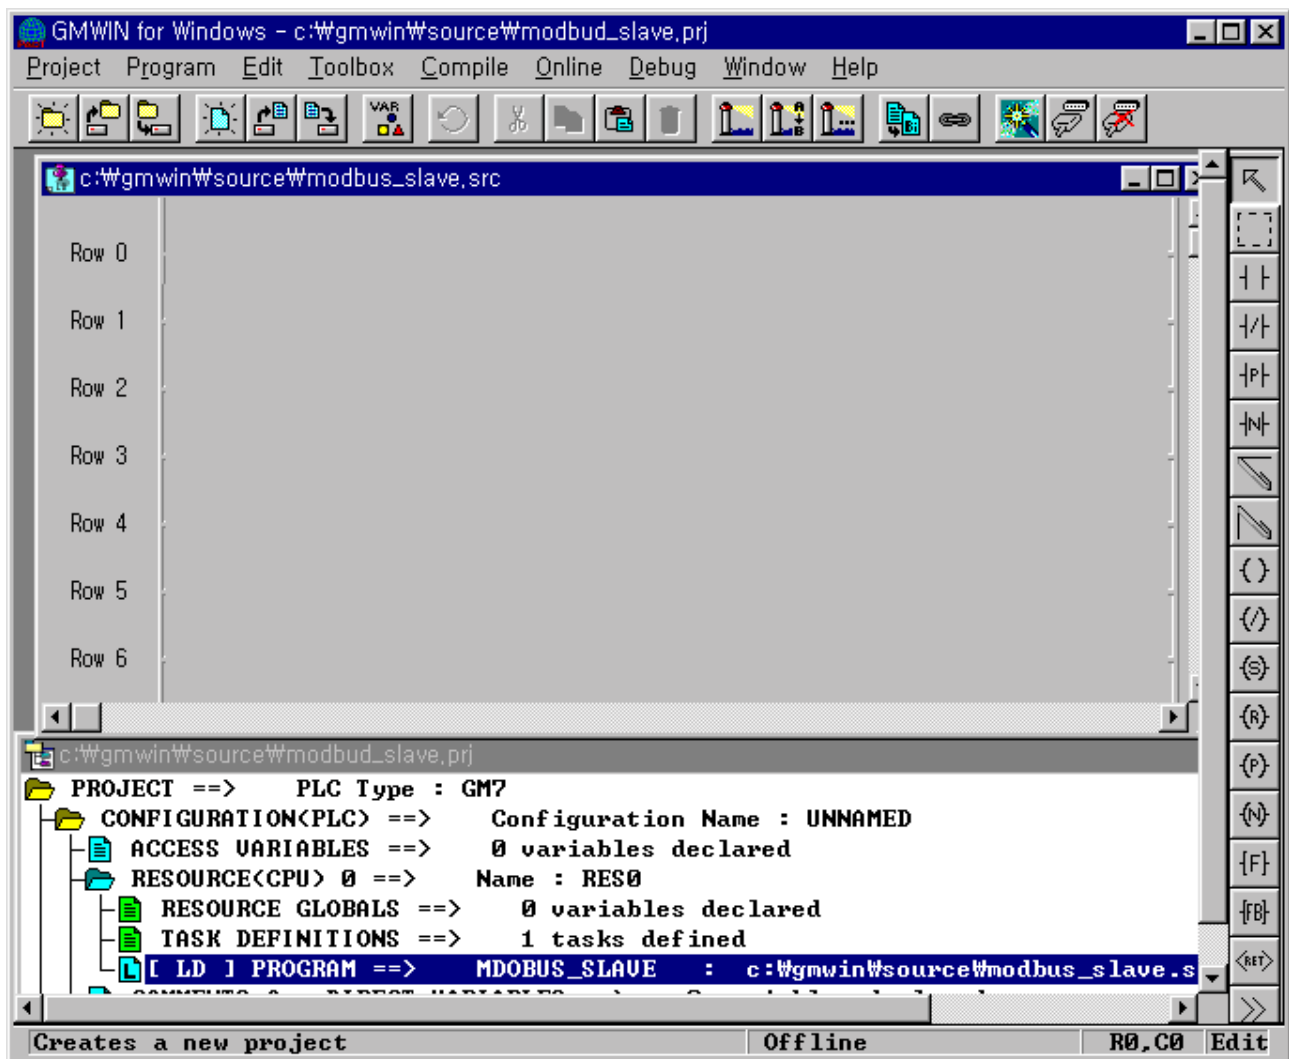 GMWIN for Windows - c:₩gmwin₩source₩modbud_slave,prj
Project Program Edit Toolbox Compile Online Debug Window Help
VAR
A
B
Bi
c:₩gmwin₩source₩modbus_slave,src
Row 0
Row 1
Row 2
Row 3
Row 4
Row 5
Row 6
P
N
(/)
(S)
(R)
(P)
(N)
{F}
{FB}
<RET>
c:₩gmwin₩source₩modbud_slave,prj
PROJECT ==> PLC Type : GM7
CONFIGURATION(PLC) ==> Configuration Name : UNNAMED
ACCESS VARIABLES ==> 0 variables declared
RESOURCE(CPU) 0 ==> Name : RES0
RESOURCE GLOBALS ==> 0 variables declared
TASK DEFINITIONS ==> 1 tasks defined
[ LD ] PROGRAM ==> MDOBUS_SLAVE : c:₩gmwin₩source₩modbus_slave.s
Creates a new project Offline R0,C0 Edit